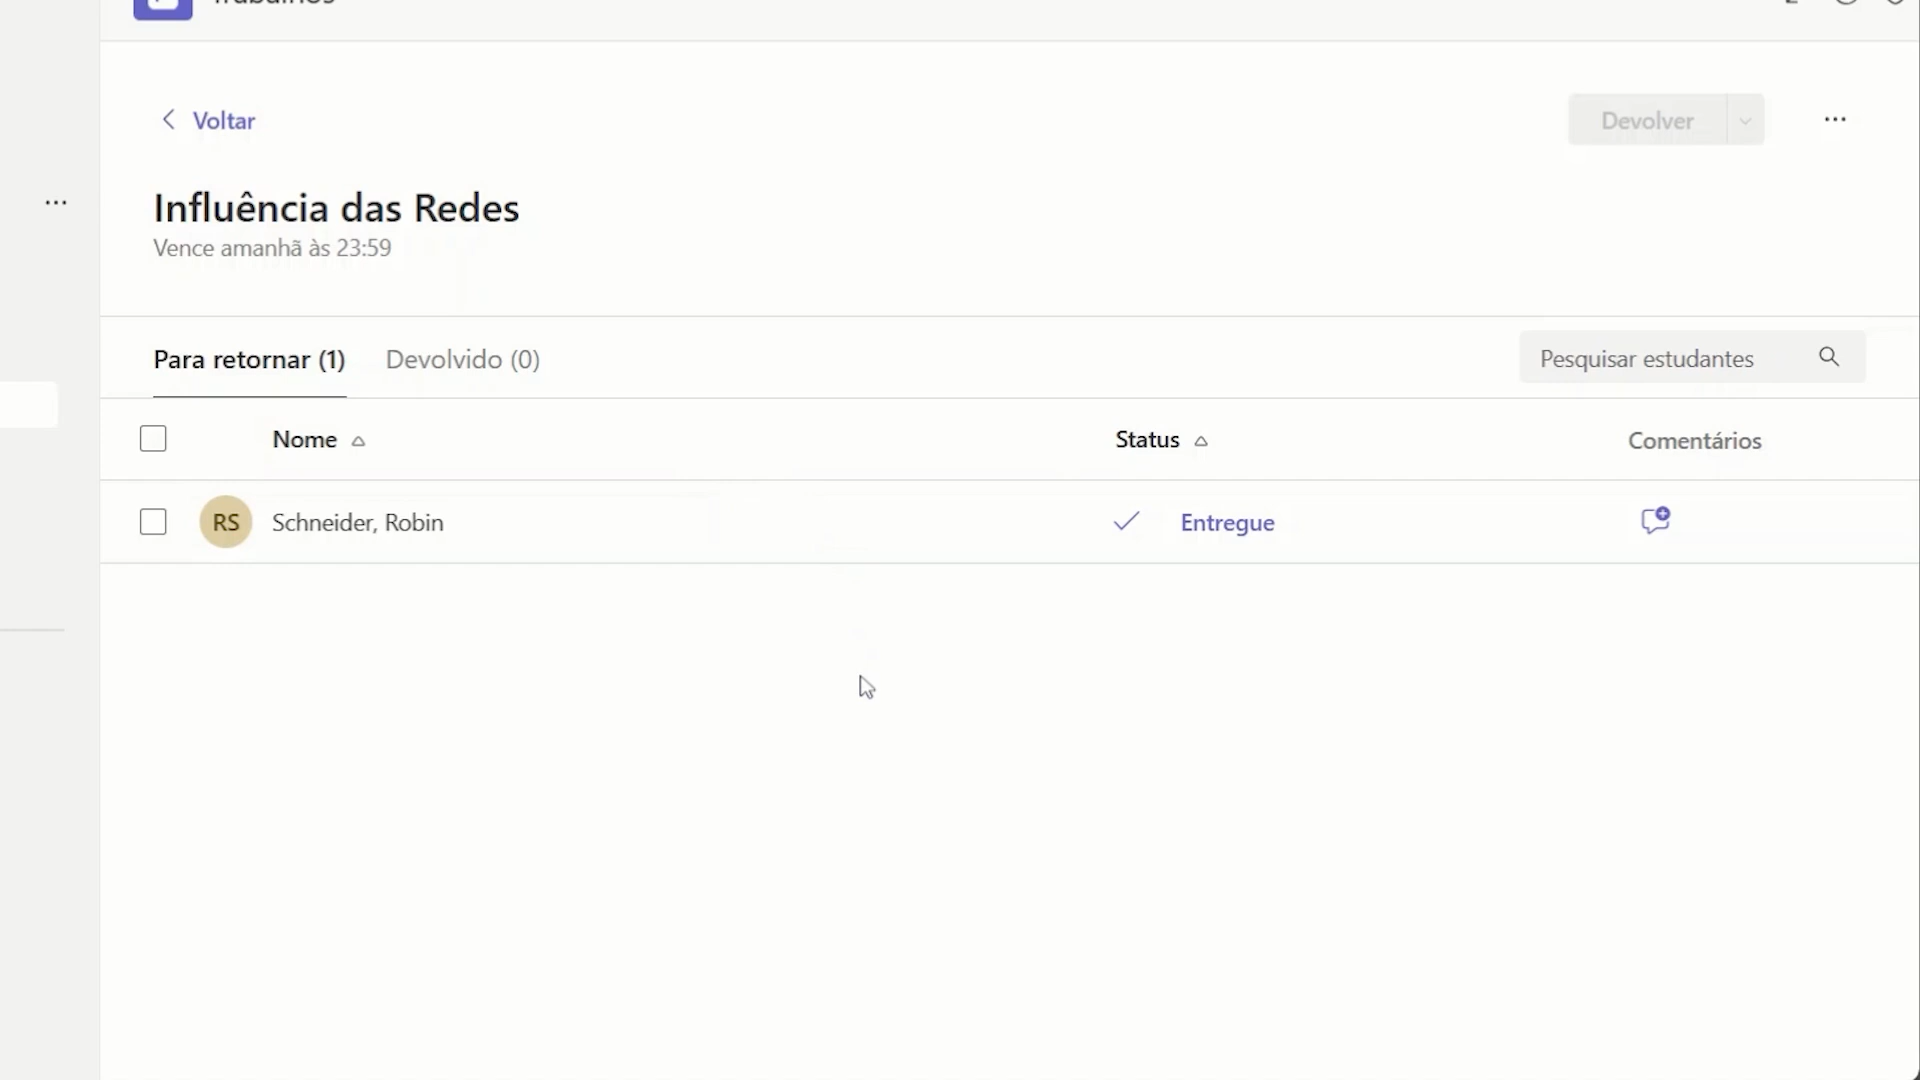 Trabalhos
Voltar
Devolver
Influência das Redes
Vence amanhã às 23:59
Para retornar (1)
Devolvido (0)
Pesquisar estudantes
Nome
Status
Comentários
RS
Schneider, Robin
Entregue